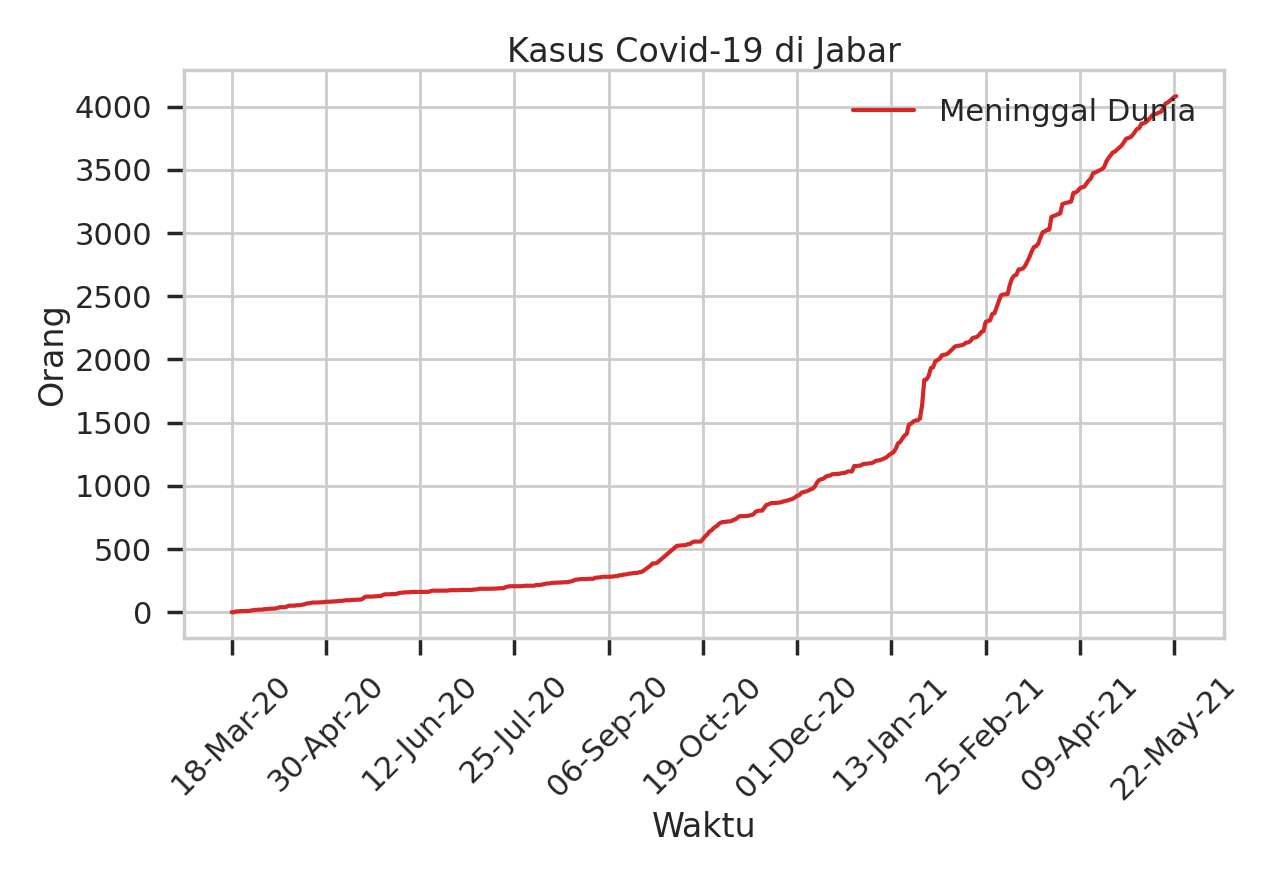 Kasus Covid-19 di Jabar
Meninggal Dunia
Orang
4000
3500
3000
2500
2000
1500
1000
500
0
18-Mar-20
30-Apr-20
12-Jun-20
25-Jul-20
06-Sep-20
19-Oct-20
01-Dec-20
13-Jan-21
25-Feb-21
09-Apr-21
22-May-21
Waktu